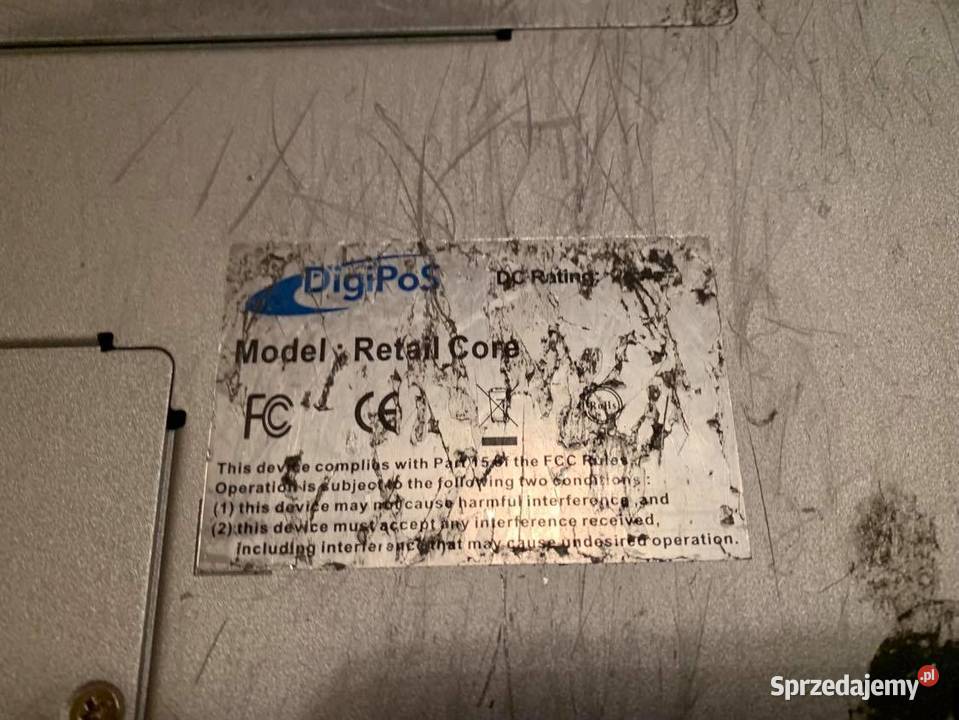 DigiPoS
DC Rating:
Model : Retail Core
FC
CE
Rolls
This device complies with Part 15 of the FCC Rules.
Operation is subject to the following two conditions :
(1) this device may not cause harmful interference, and
(2) this device must accept any interference received,
including interference that may cause undesired operation.
Sprzedajemy.pl